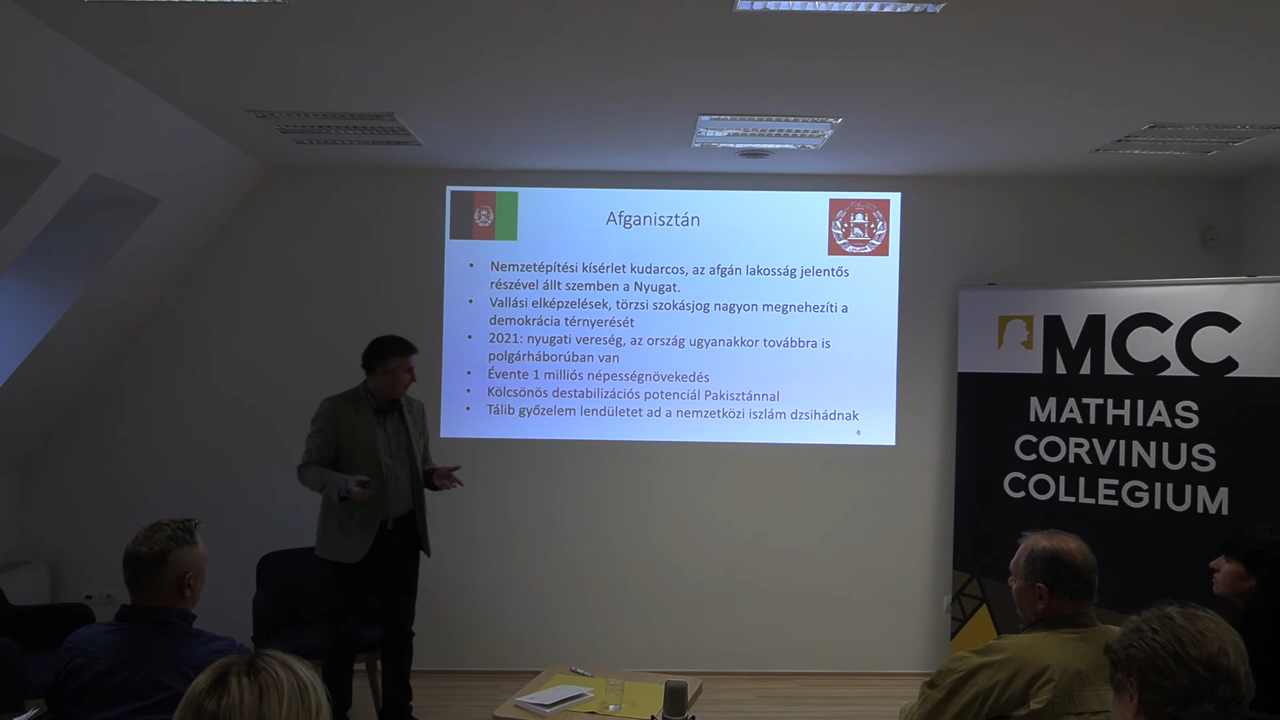 Afganisztán
• Nemzetépítési kísérlet kudarcos, az afgán lakosság jelentős
részével állt szemben a Nyugat.
• Vallási elképzelések, törzsi szokásjog nagyon megnehezíti a
demokrácia térnyerését
• 2021: nyugati vereség, az ország ugyanakkor továbbra is
polgárháborúban van
• Évente 1 milliós népességnövekedés
• Kölcsönös destabilizációs potenciál Pakisztánnal
• Tálib győzelem lendületet ad a nemzetközi iszlám dzsihádnak
6
MCC
MATHIAS
CORVINUS
COLLEGIUM